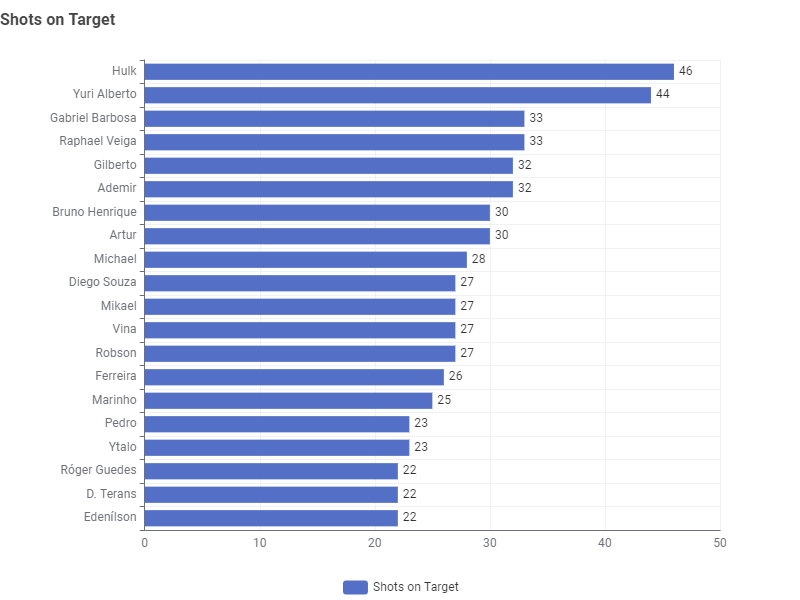 Shots on Target
Hulk 46
Yuri Alberto 44
Gabriel Barbosa 33
Raphael Veiga 33
Gilberto 32
Ademir 32
Bruno Henrique 30
Artur 30
Michael 28
Diego Souza 27
Mikael 27
Vina 27
Robson 27
Ferreira 26
Marinho 25
Pedro 23
Ytalo 23
Róger Guedes 22
D. Terans 22
Edenílson 22
0 10 20 30 40 50
Shots on Target